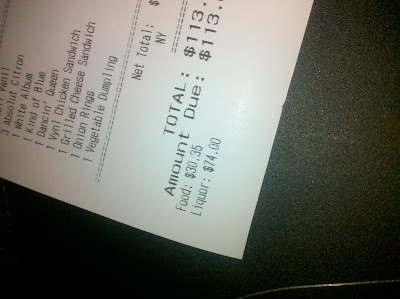 Vanil
3 Absolut Citron
1 White Album
1 Kind of Blue
1 Dancin' Queen
1 Vynl Chicken Sandwich
1 Grilled Cheese Sandwich
1 Onion Rings
1 Vegetable Dumpling
Net Total: $
NY
TOTAL: $113.
Amount Due: $113.
Food: $30.35
Liquor: $74.00